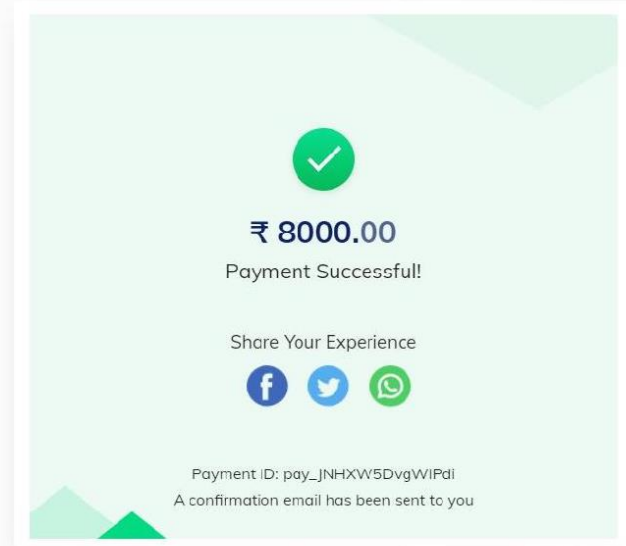 ₹ 8000.00
Payment Successful!
Share Your Experience
Payment ID: pay_JNHXW5DvgWIPdi
A confirmation email has been sent to you